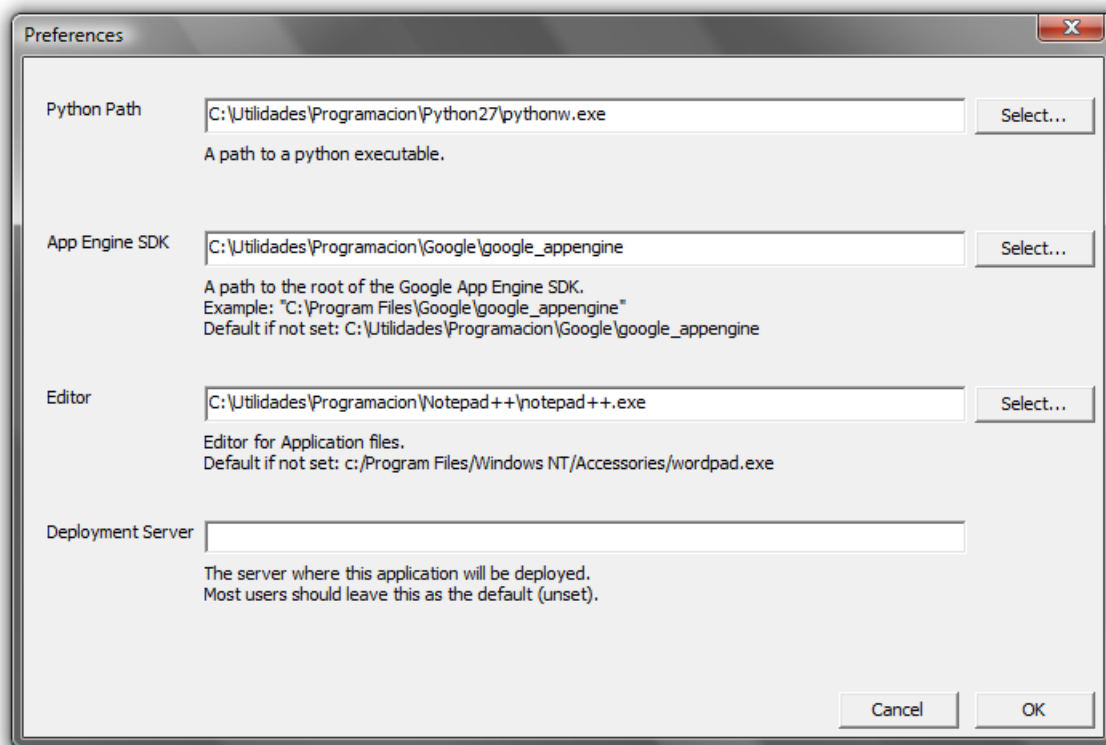 Preferences
X
Python Path
C:\Utilidades\Programacion\Python27\pythonw.exe
Select...
A path to a python executable.
App Engine SDK
C:\Utilidades\Programacion\Google\google_appengine
Select...
A path to the root of the Google App Engine SDK.
Example: "C:\Program Files\Google\google_appengine"
Default if not set: C:\Utilidades\Programacion\Google\google_appengine
Editor
C:\Utilidades\Programacion\Notepad++\notepad++.exe
Select...
Editor for Application files.
Default if not set: c:/Program Files/Windows NT/Accessories/wordpad.exe
Deployment Server
The server where this application will be deployed.
Most users should leave this as the default (unset).
Cancel
OK